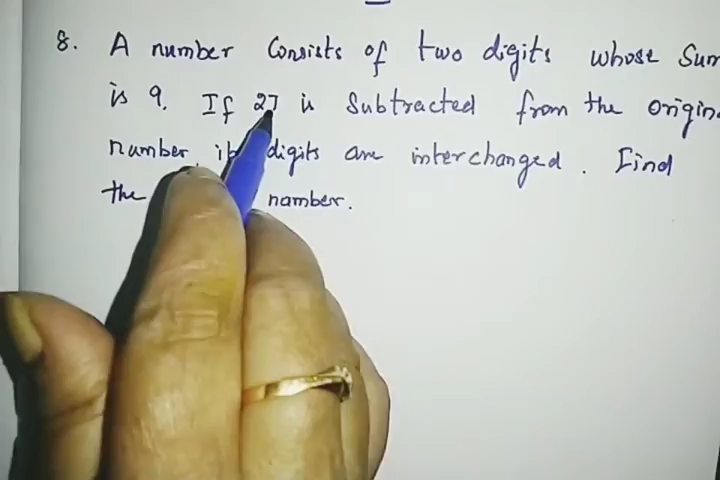 8. A number Consists of two digits whose Sum
is 9. If 27 is Subtracted from the origin
number its digits are interchanged. Find
the number.